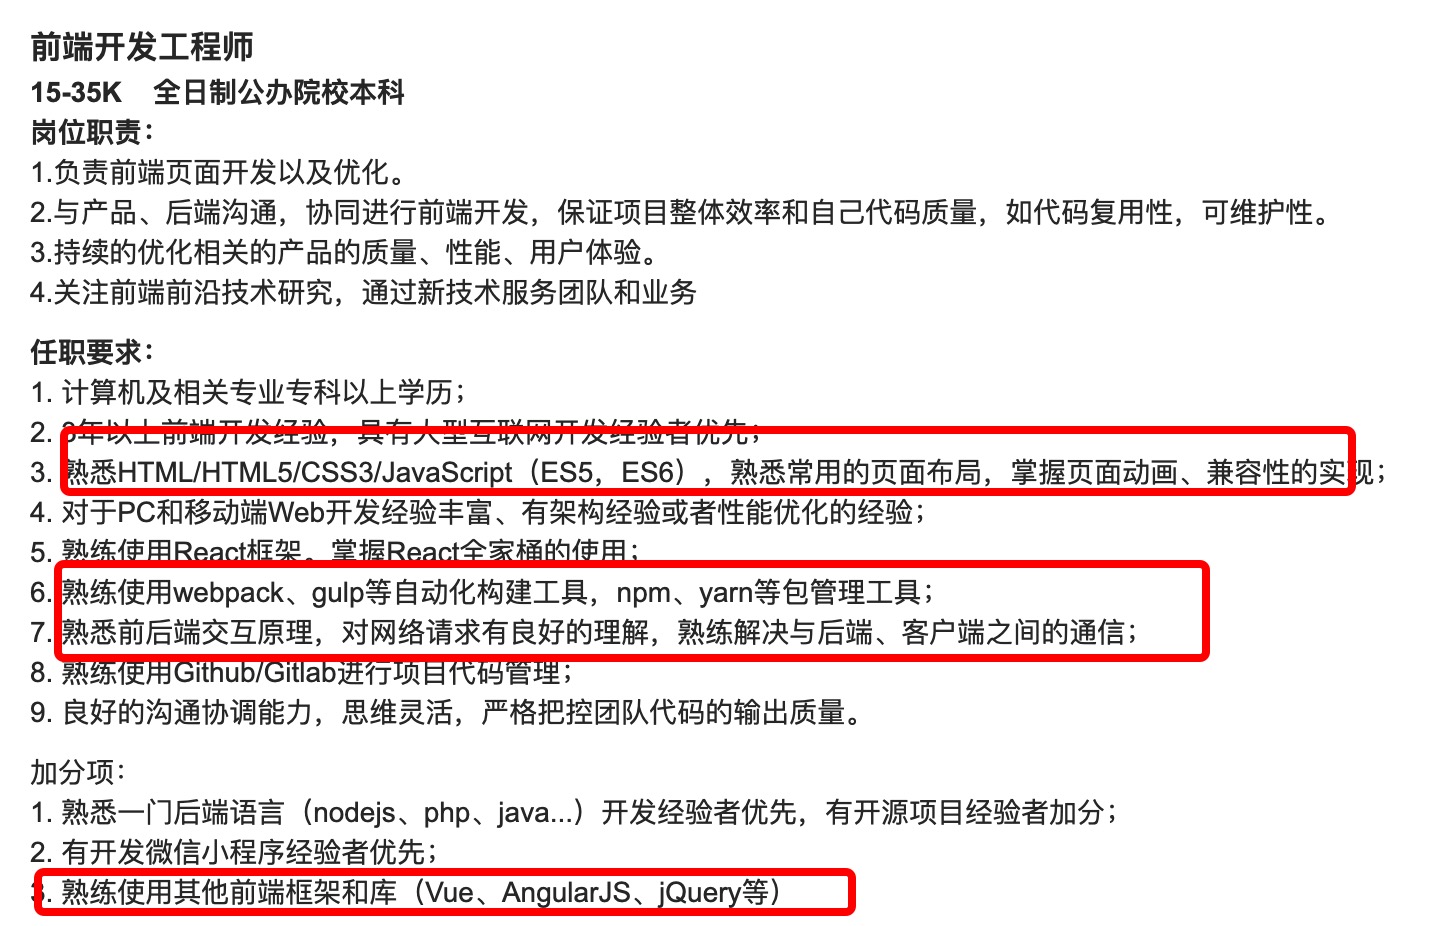 前端开发工程师
15-35K 全日制公办院校本科
岗位职责：
1.负责前端页面开发以及优化。
2.与产品、后端沟通，协同进行前端开发，保证项目整体效率和自己代码质量，如代码复用性，可维护性。
3.持续的优化相关的产品的质量、性能、用户体验。
4.关注前端前沿技术研究，通过新技术服务团队和业务
任职要求：
1. 计算机及相关专业专科以上学历；
2. 3年以上前端开发经验，具有大型互联网开发经验者优先；
3. 熟悉HTML/HTML5/CSS3/JavaScript（ES5，ES6），熟悉常用的页面布局，掌握页面动画、兼容性的实现；
4. 对于PC和移动端Web开发经验丰富、有架构经验或者性能优化的经验；
5. 熟练使用React框架。掌握React全家桶的使用；
6. 熟练使用webpack、gulp等自动化构建工具，npm、yarn等包管理工具；
7. 熟悉前后端交互原理，对网络请求有良好的理解，熟练解决与后端、客户端之间的通信；
8. 熟练使用Github/Gitlab进行项目代码管理；
9. 良好的沟通协调能力，思维灵活，严格把控团队代码的输出质量。
加分项：
1. 熟悉一门后端语言（nodejs、php、java...）开发经验者优先，有开源项目经验者加分；
2. 有开发微信小程序经验者优先；
3. 熟练使用其他前端框架和库（Vue、AngularJS、jQuery等）